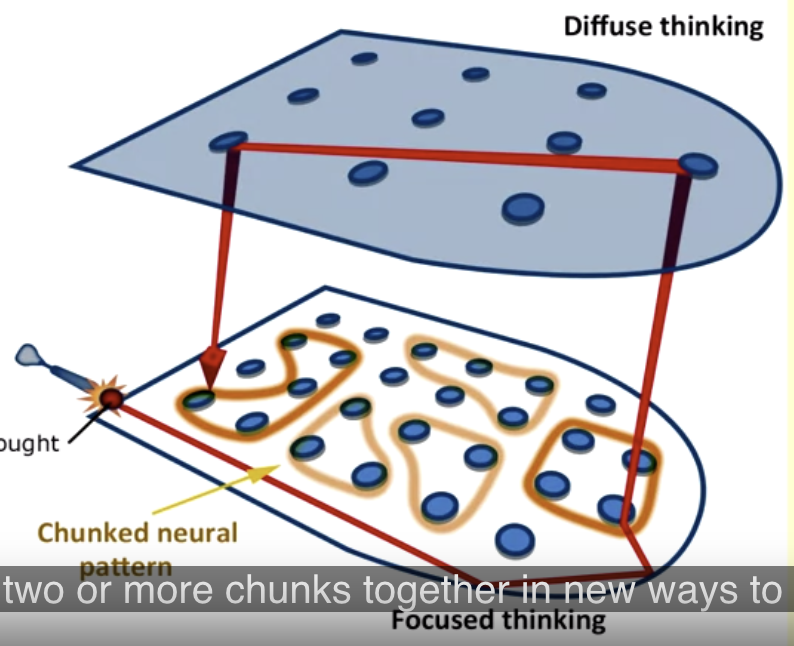 Diffuse thinking
ought
Chunked neural
pattern
two or more chunks together in new ways to
Focused thinking